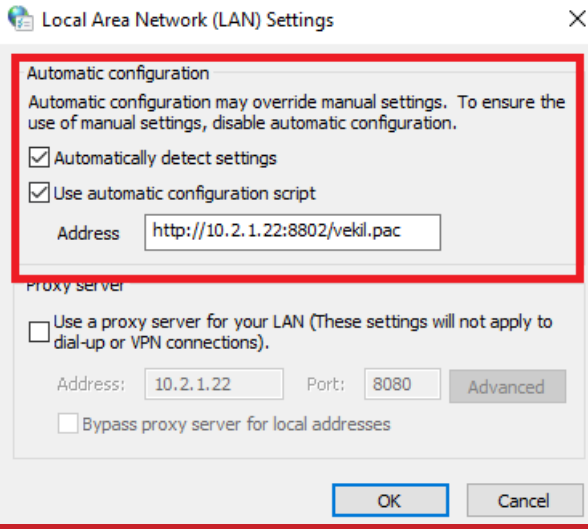 Local Area Network (LAN) Settings
Automatic configuration
Automatic configuration may override manual settings. To ensure the
use of manual settings, disable automatic configuration.
Automatically detect settings
Use automatic configuration script
Address http://10.2.1.22:8802/vekil.pac
Proxy server
Use a proxy server for your LAN (These settings will not apply to
dial-up or VPN connections).
Address: 10.2.1.22 Port: 8080 Advanced
Bypass proxy server for local addresses
OK Cancel